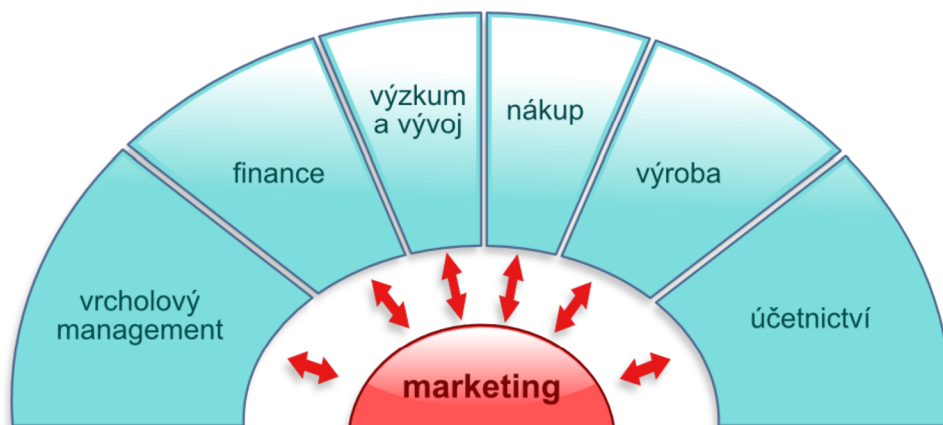 vrcholový
management
finance
výzkum
a vývoj
nákup
výroba
účetnictví
marketing